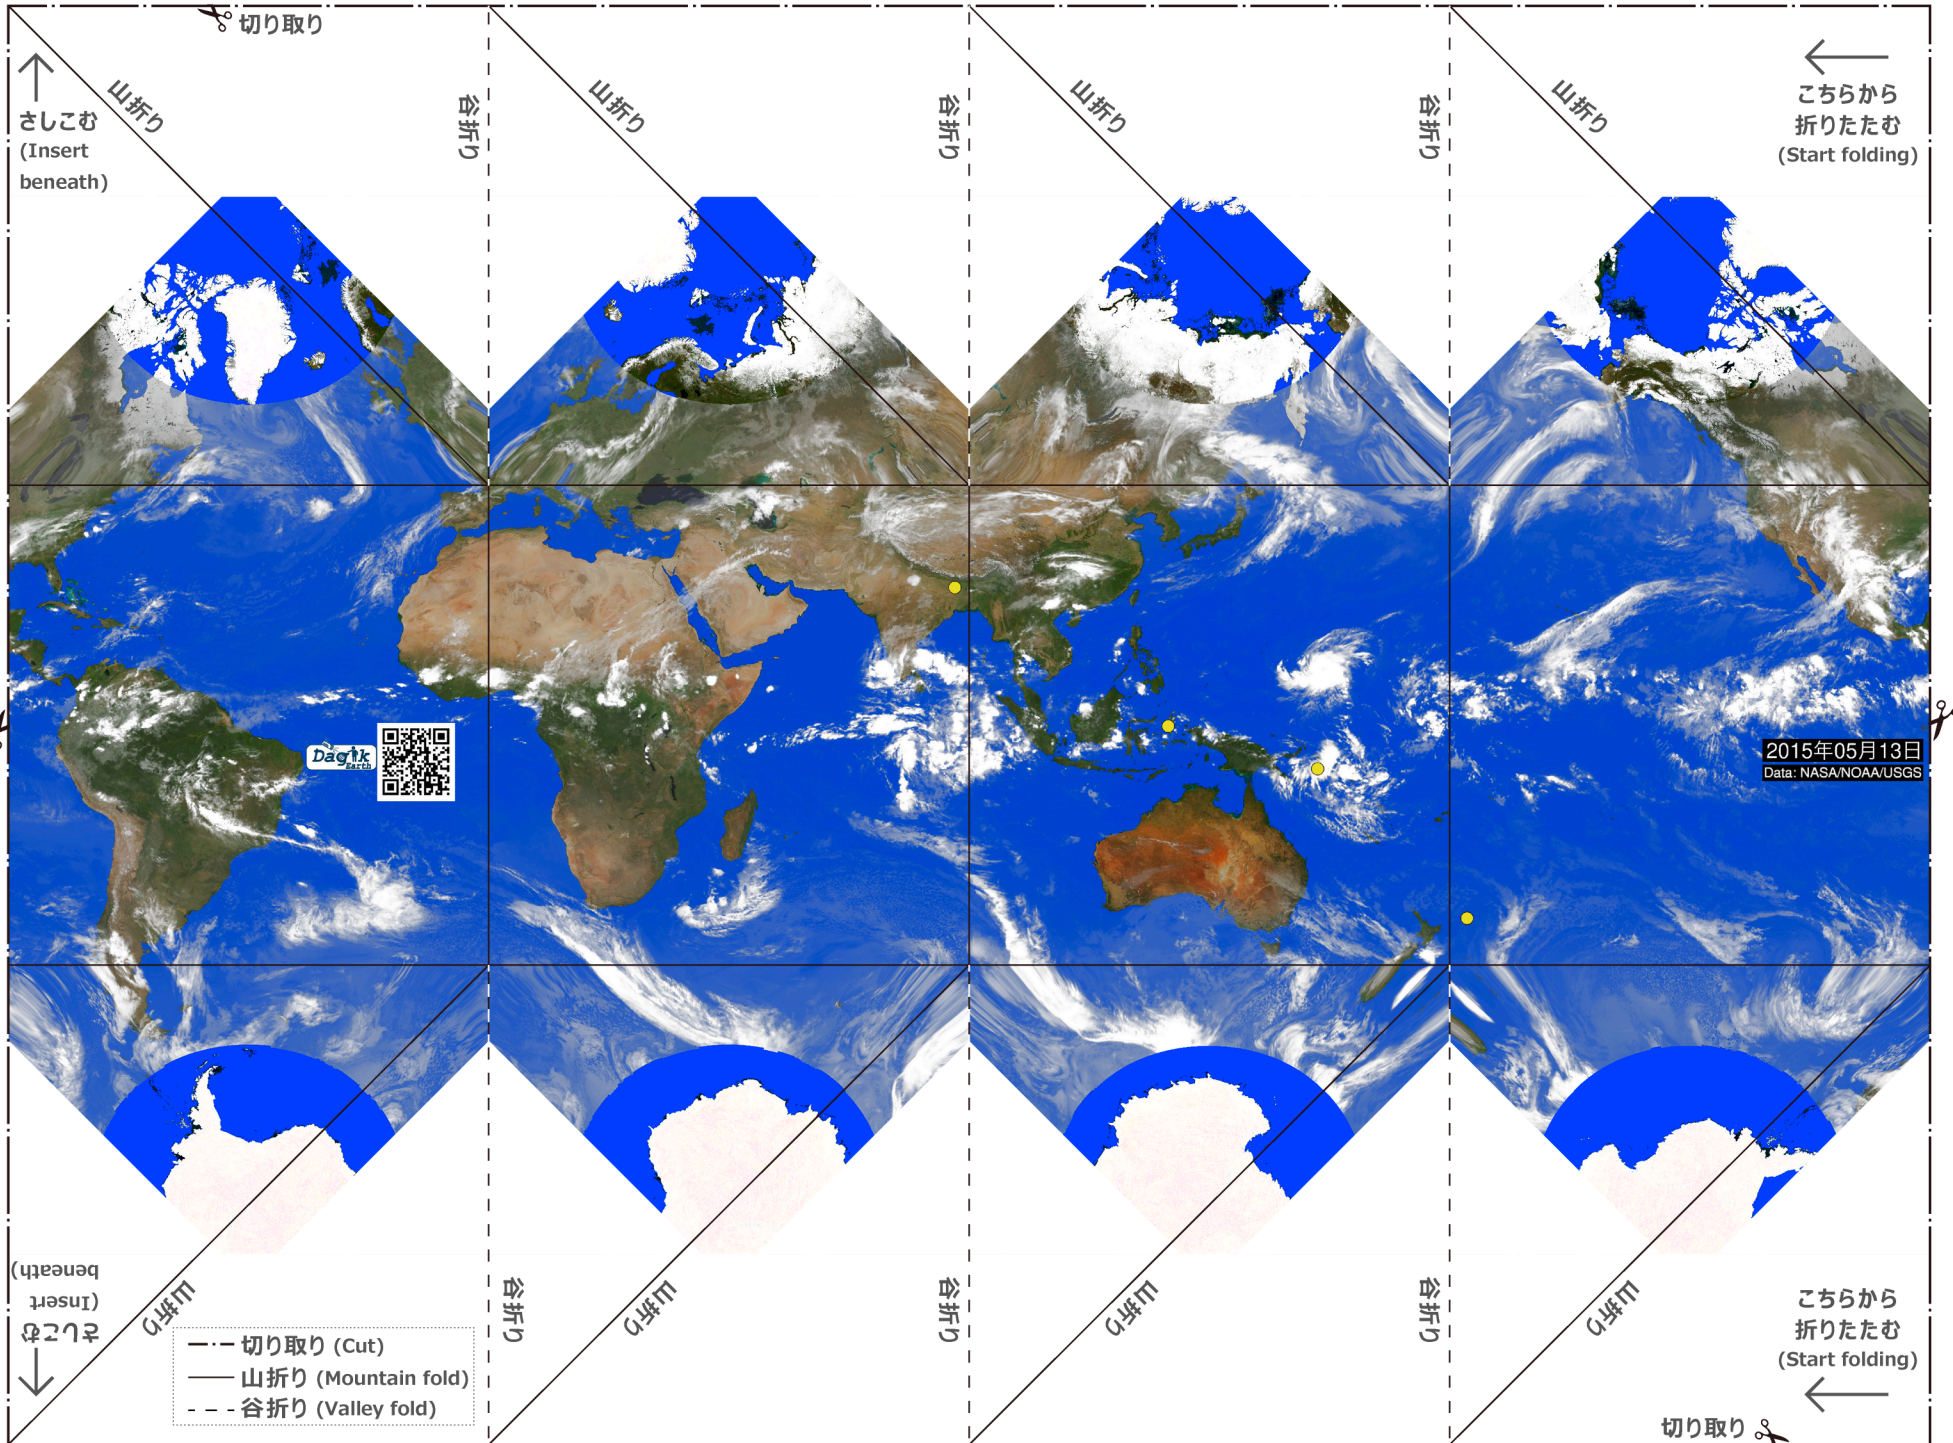 切り取り
さしこむ
(Insert
beneath)
山折り
谷折り
山折り
谷折り
山折り
谷折り
山折り
こちらから
折りたたむ
(Start folding)
Dagik
Earth
2015年05月13日
Data: NASA/NOAA/USGS
さしこむ
(Insert
beneath)
山折り
谷折り
山折り
谷折り
山折り
谷折り
山折り
こちらから
折りたたむ
(Start folding)
切り取り (Cut)
山折り (Mountain fold)
谷折り (Valley fold)
切り取り